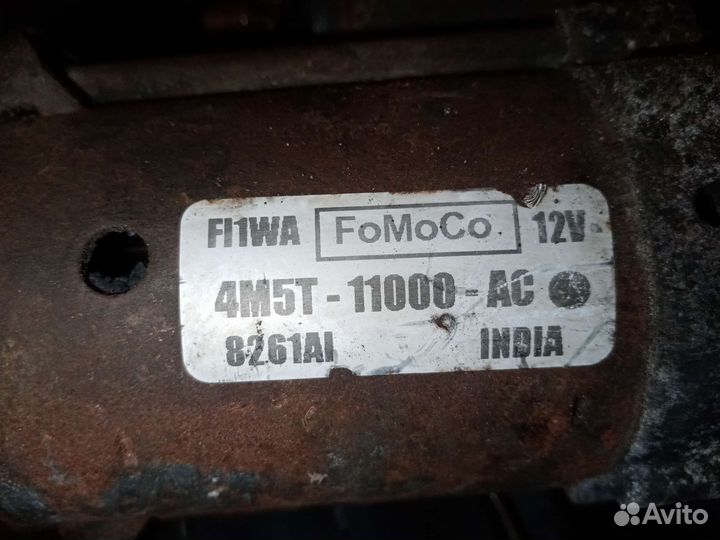 FI1WA FoMoCo 12V
4M5T - 11000 - AC
8261AI INDIA
Avito